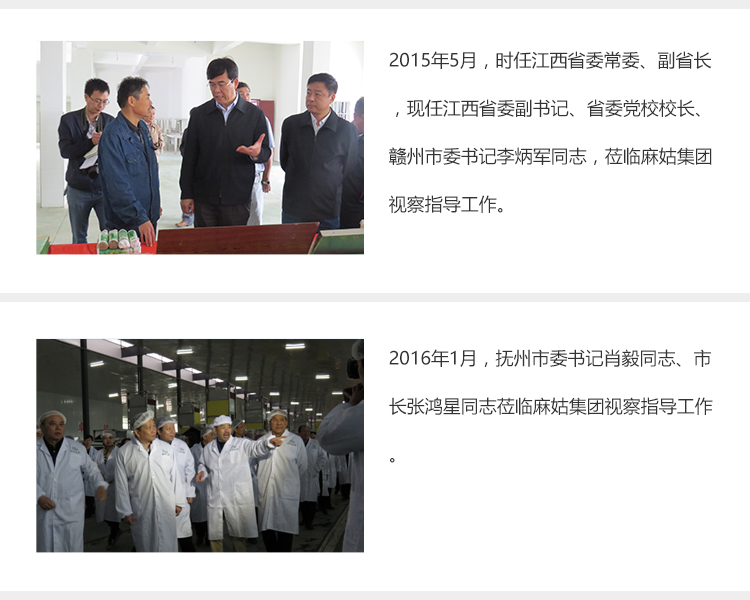 2015年5月，时任江西省委常委、副省长
，现任江西省委副书记、省委党校校长、
赣州市委书记李炳军同志，莅临麻姑集团
视察指导工作。
2016年1月，抚州市委书记肖毅同志、市
长张鸿星同志莅临麻姑集团视察指导工作
。